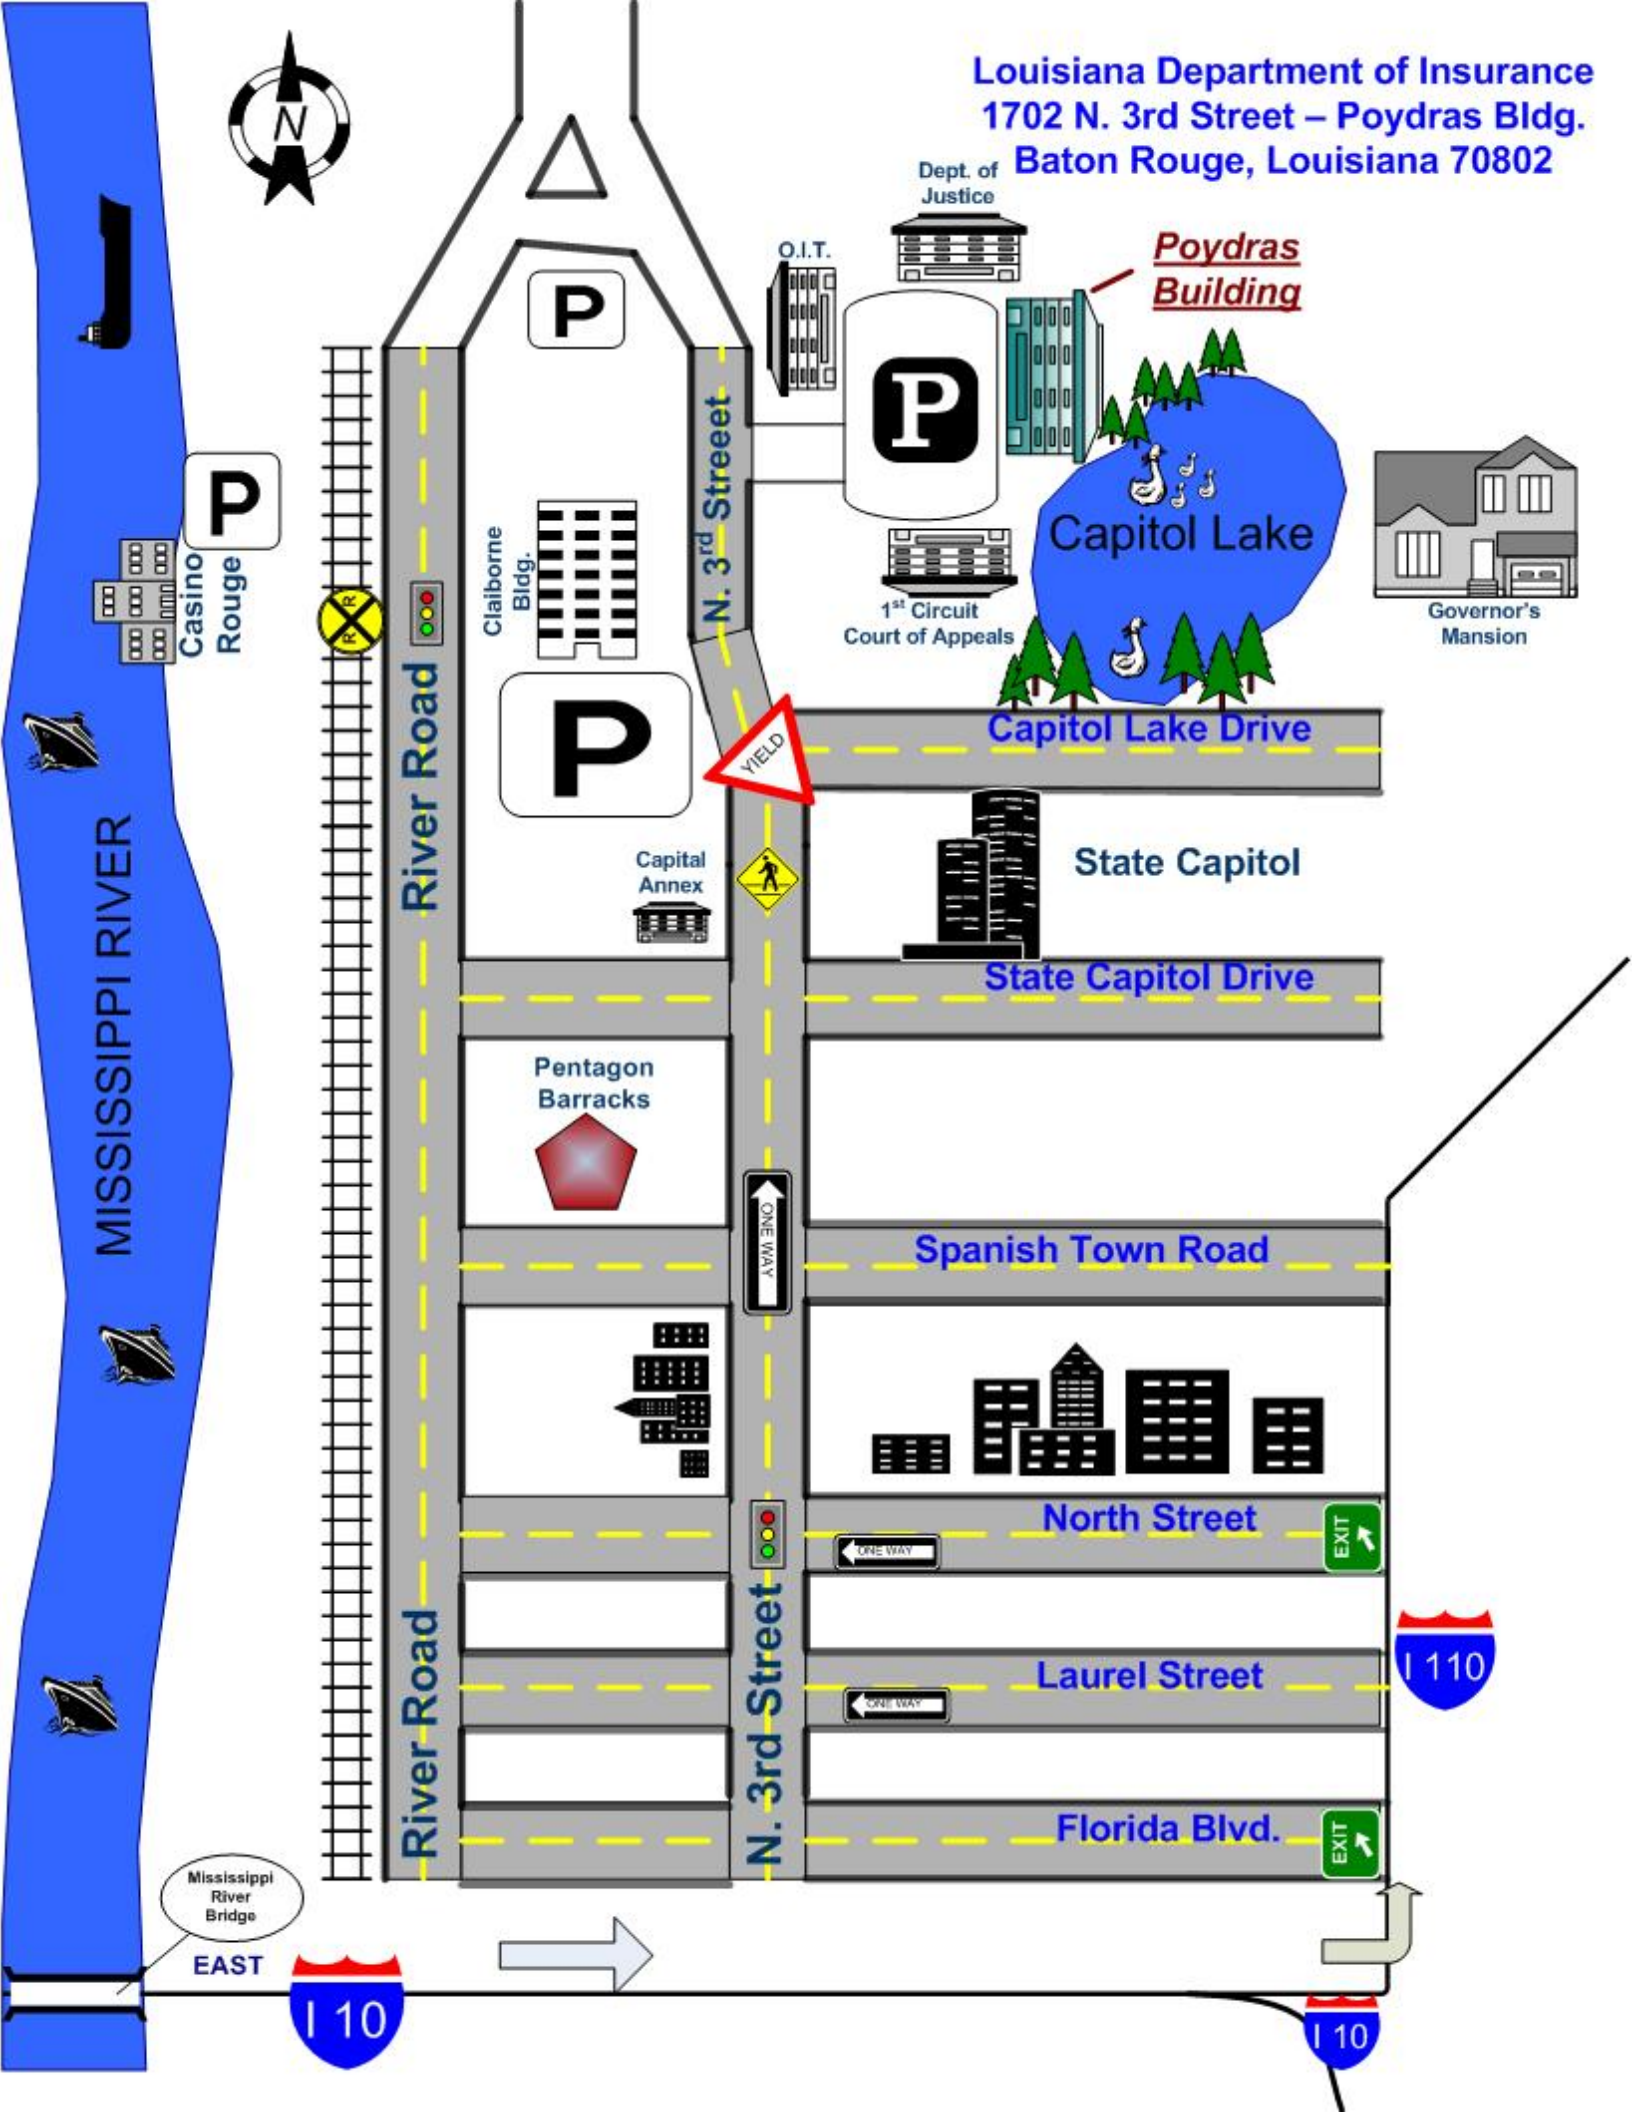 Louisiana Department of Insurance
1702 N. 3rd Street – Poydras Bldg.
Baton Rouge, Louisiana 70802
N
Dept. of
Justice
O.I.T.
Poydras
Building
P
P
N. 3rd Streeet
P
Casino
Rouge
Claiborne
Bldg.
Capitol Lake
R R
1st Circuit
Court of Appeals
Governor's
Mansion
River Road
P
YIELD
Capitol Lake Drive
MISSISSIPPI RIVER
Capital
Annex
State Capitol
State Capitol Drive
Pentagon
Barracks
ONE WAY
Spanish Town Road
North Street
EXIT
ONE WAY
River Road
N. 3rd Street
Laurel Street
I 110
ONE WAY
Florida Blvd.
EXIT
Mississippi
River
Bridge
EAST
I 10
I 10